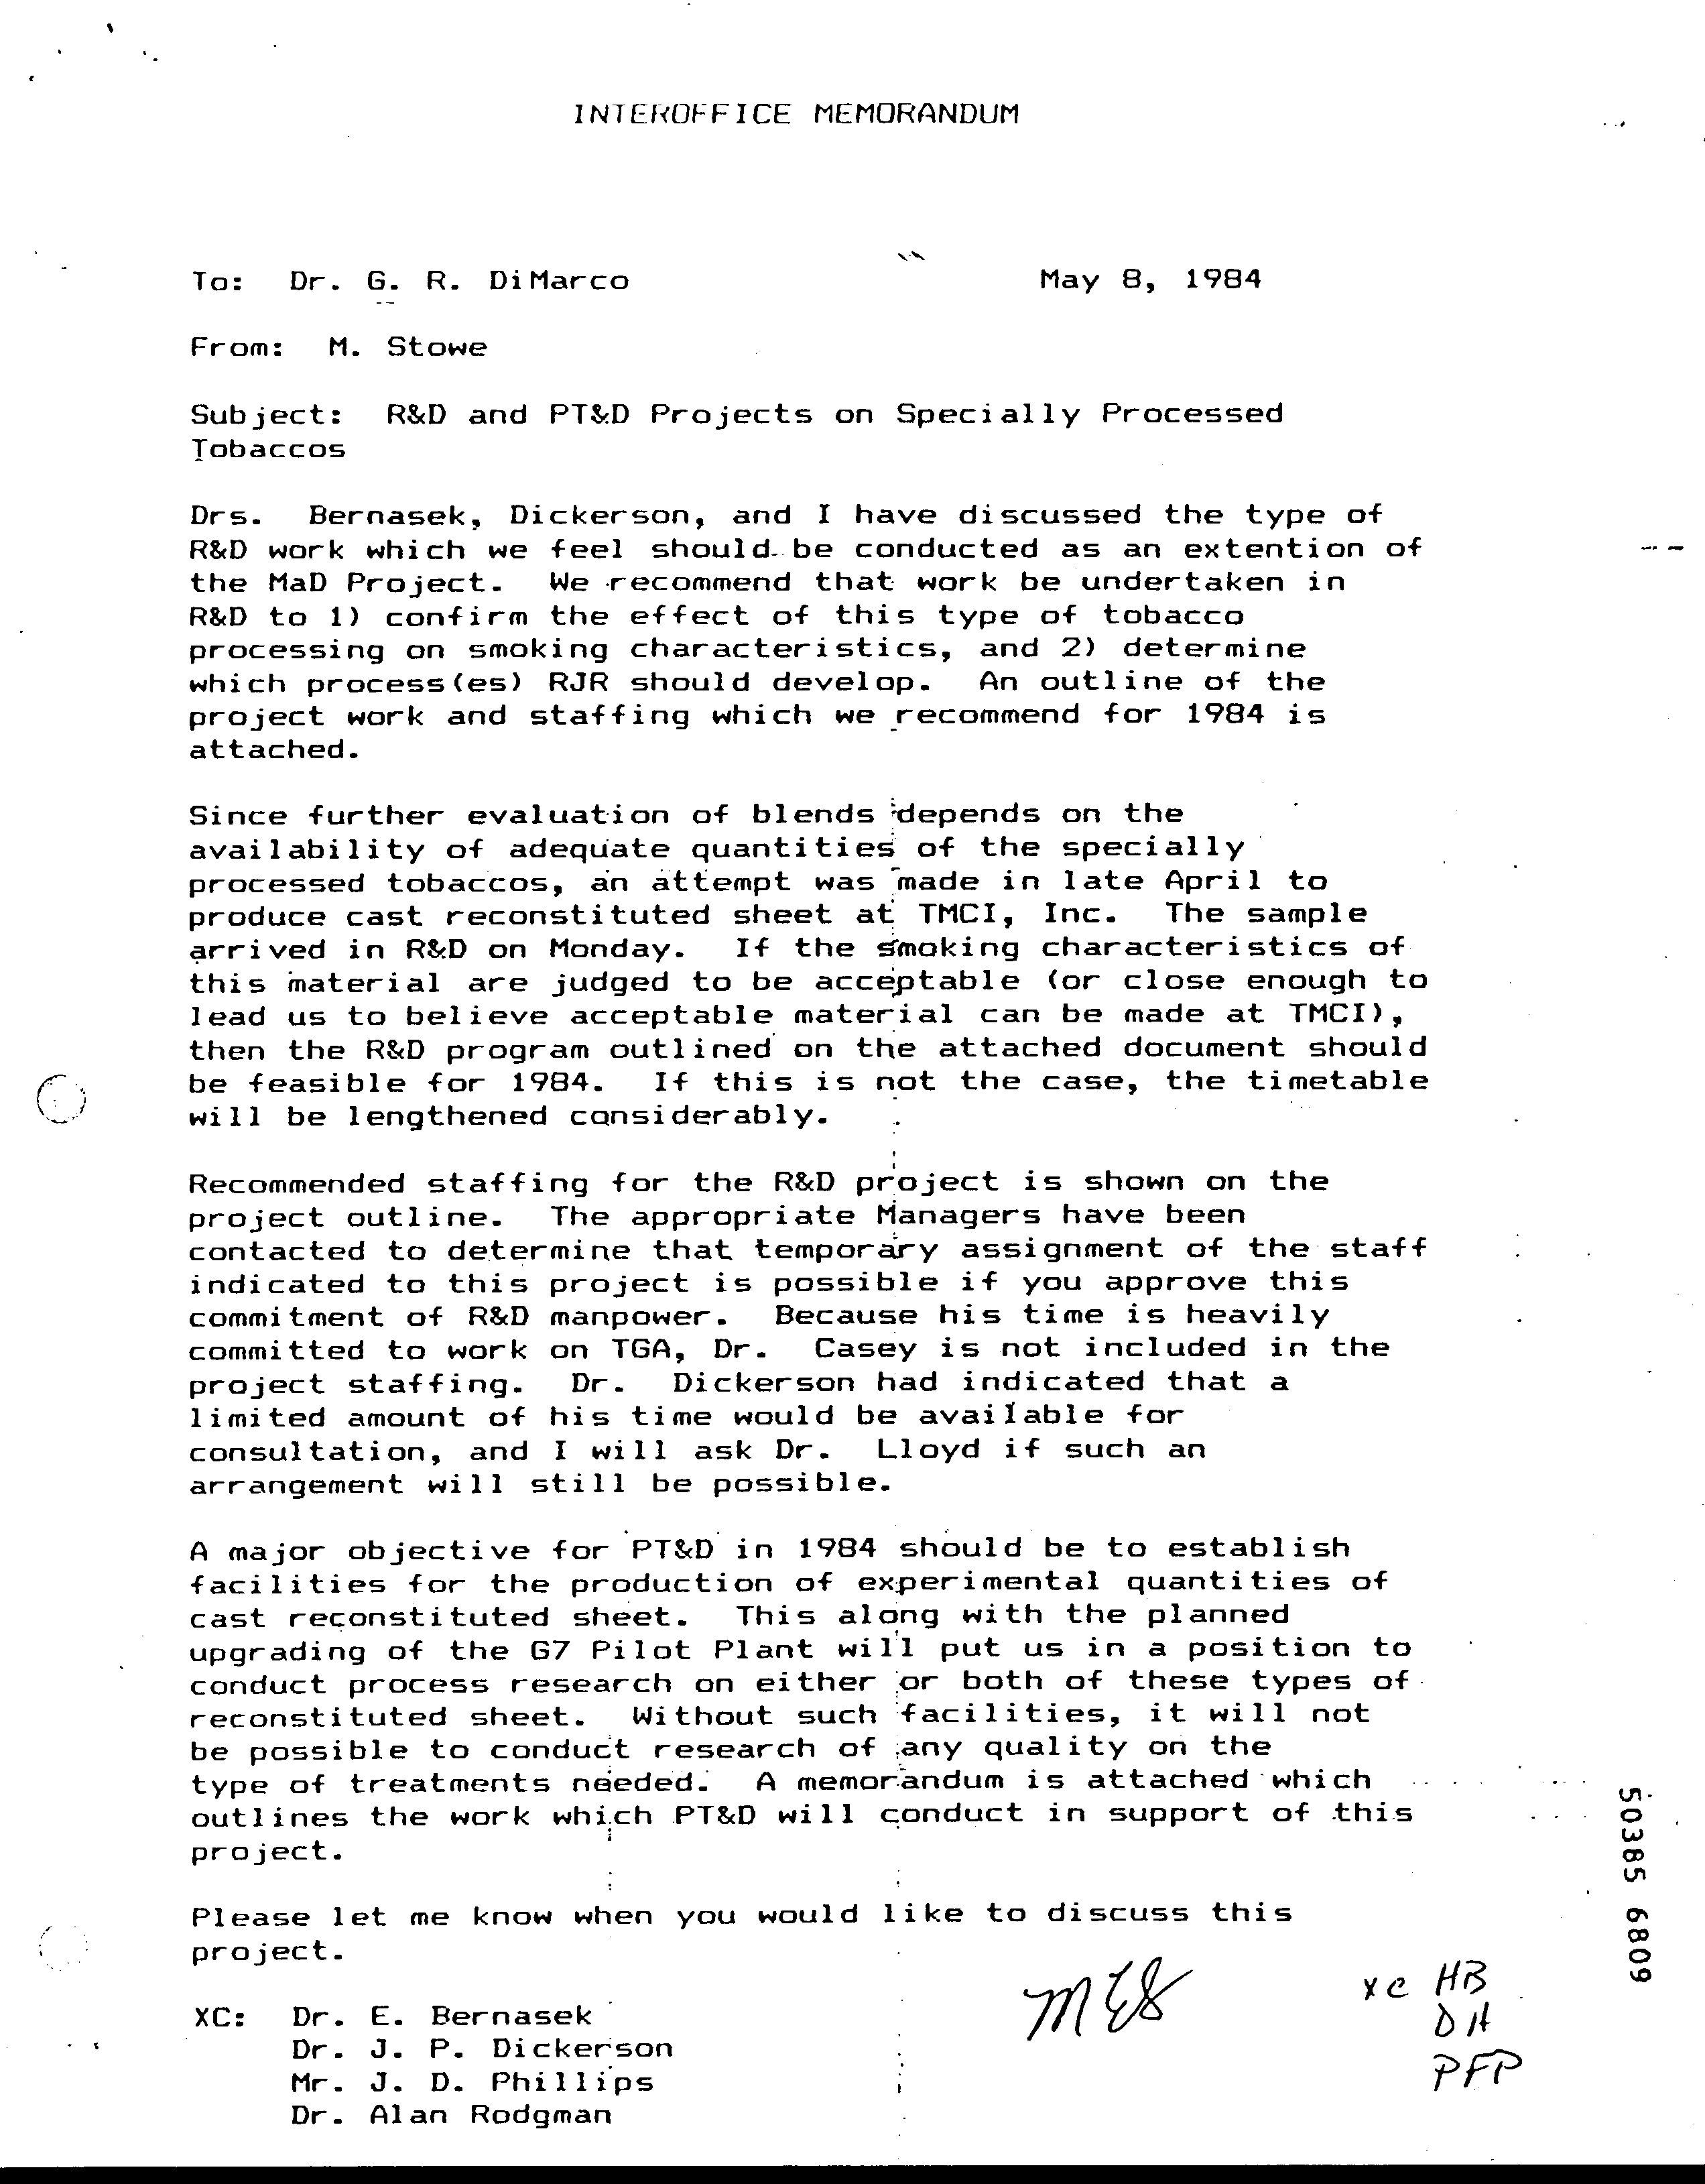 INTEROFFICE MEMORANDUM
To: Dr. G. R. DiMarco May 8, 1984
From: M. Stowe
Subject: R&D and PT&D Projects on Specially Processed
Tobaccos
Drs. Bernasek, Dickerson, and I have discussed the type of
R&D work which we feel should be conducted as an extention of
the MaD Project. We recommend that work be undertaken in
R&D to 1) confirm the effect of this type of tobacco
processing on smoking characteristics, and 2) determine
which process(es) RJR should develop. An outline of the
project work and staffing which we recommend for 1984 is
attached.
Since further evaluation of blends depends on the
availability of adequate quantities of the specially
processed tobaccos, an attempt was made in late April to
produce cast reconstituted sheet at TMCI, Inc. The sample
arrived in R&D on Monday. If the smoking characteristics of
this material are judged to be acceptable (or close enough to
lead us to believe acceptable material can be made at TMCI),
then the R&D program outlined on the attached document should
be feasible for 1984. If this is not the case, the timetable
will be lengthened considerably.
Recommended staffing for the R&D project is shown on the
project outline. The appropriate Managers have been
contacted to determine that temporary assignment of the staff
indicated to this project is possible if you approve this
commitment of R&D manpower. Because his time is heavily
committed to work on TGA, Dr. Casey is not included in the
project staffing. Dr. Dickerson had indicated that a
limited amount of his time would be available for
consultation, and I will ask Dr. Lloyd if such an
arrangement will still be possible.
A major objective for PT&D in 1984 should be to establish
facilities for the production of experimental quantities of
cast reconstituted sheet. This along with the planned
upgrading of the G7 Pilot Plant will put us in a position to
conduct process research on either or both of these types of
reconstituted sheet. Without such facilities, it will not
be possible to conduct research of any quality on the
type of treatments needed. A memorandum is attached which
outlines the work which PT&D will conduct in support of this
project.
Please let me know when you would like to discuss this
project.
MES
xc HB
DH
PFP
XC: Dr. E. Bernasek
Dr. J. P. Dickerson
Mr. J. D. Phillips
Dr. Alan Rodgman
50385 6809